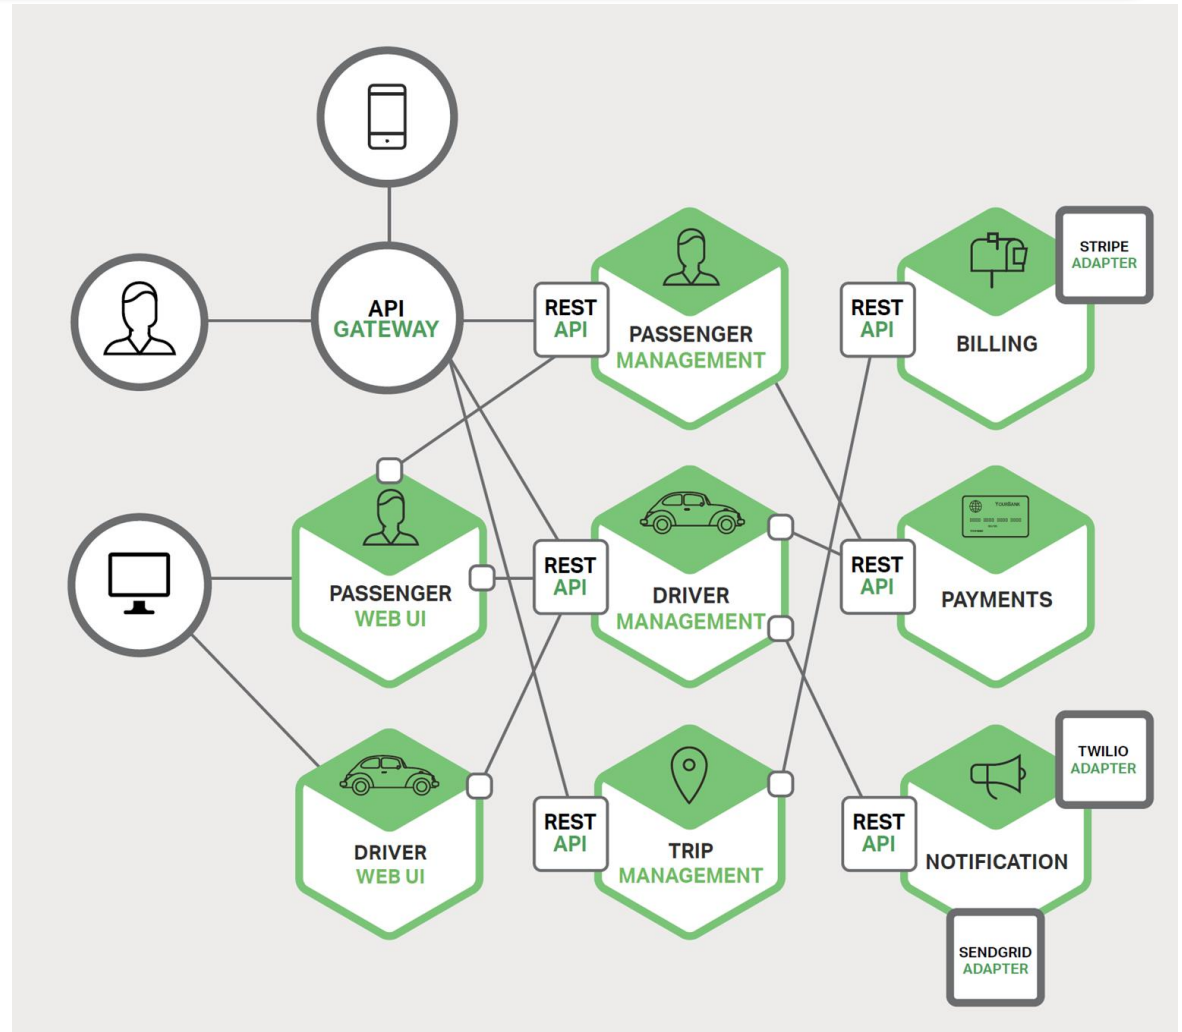 API
GATEWAY
REST
API
PASSENGER
MANAGEMENT
REST
API
BILLING
STRIPE
ADAPTER
PASSENGER
WEB UI
REST
API
DRIVER
MANAGEMENT
REST
API
YOURBANK
PAYMENTS
DRIVER
WEB UI
REST
API
TRIP
MANAGEMENT
REST
API
NOTIFICATION
TWILIO
ADAPTER
SENDGRID
ADAPTER